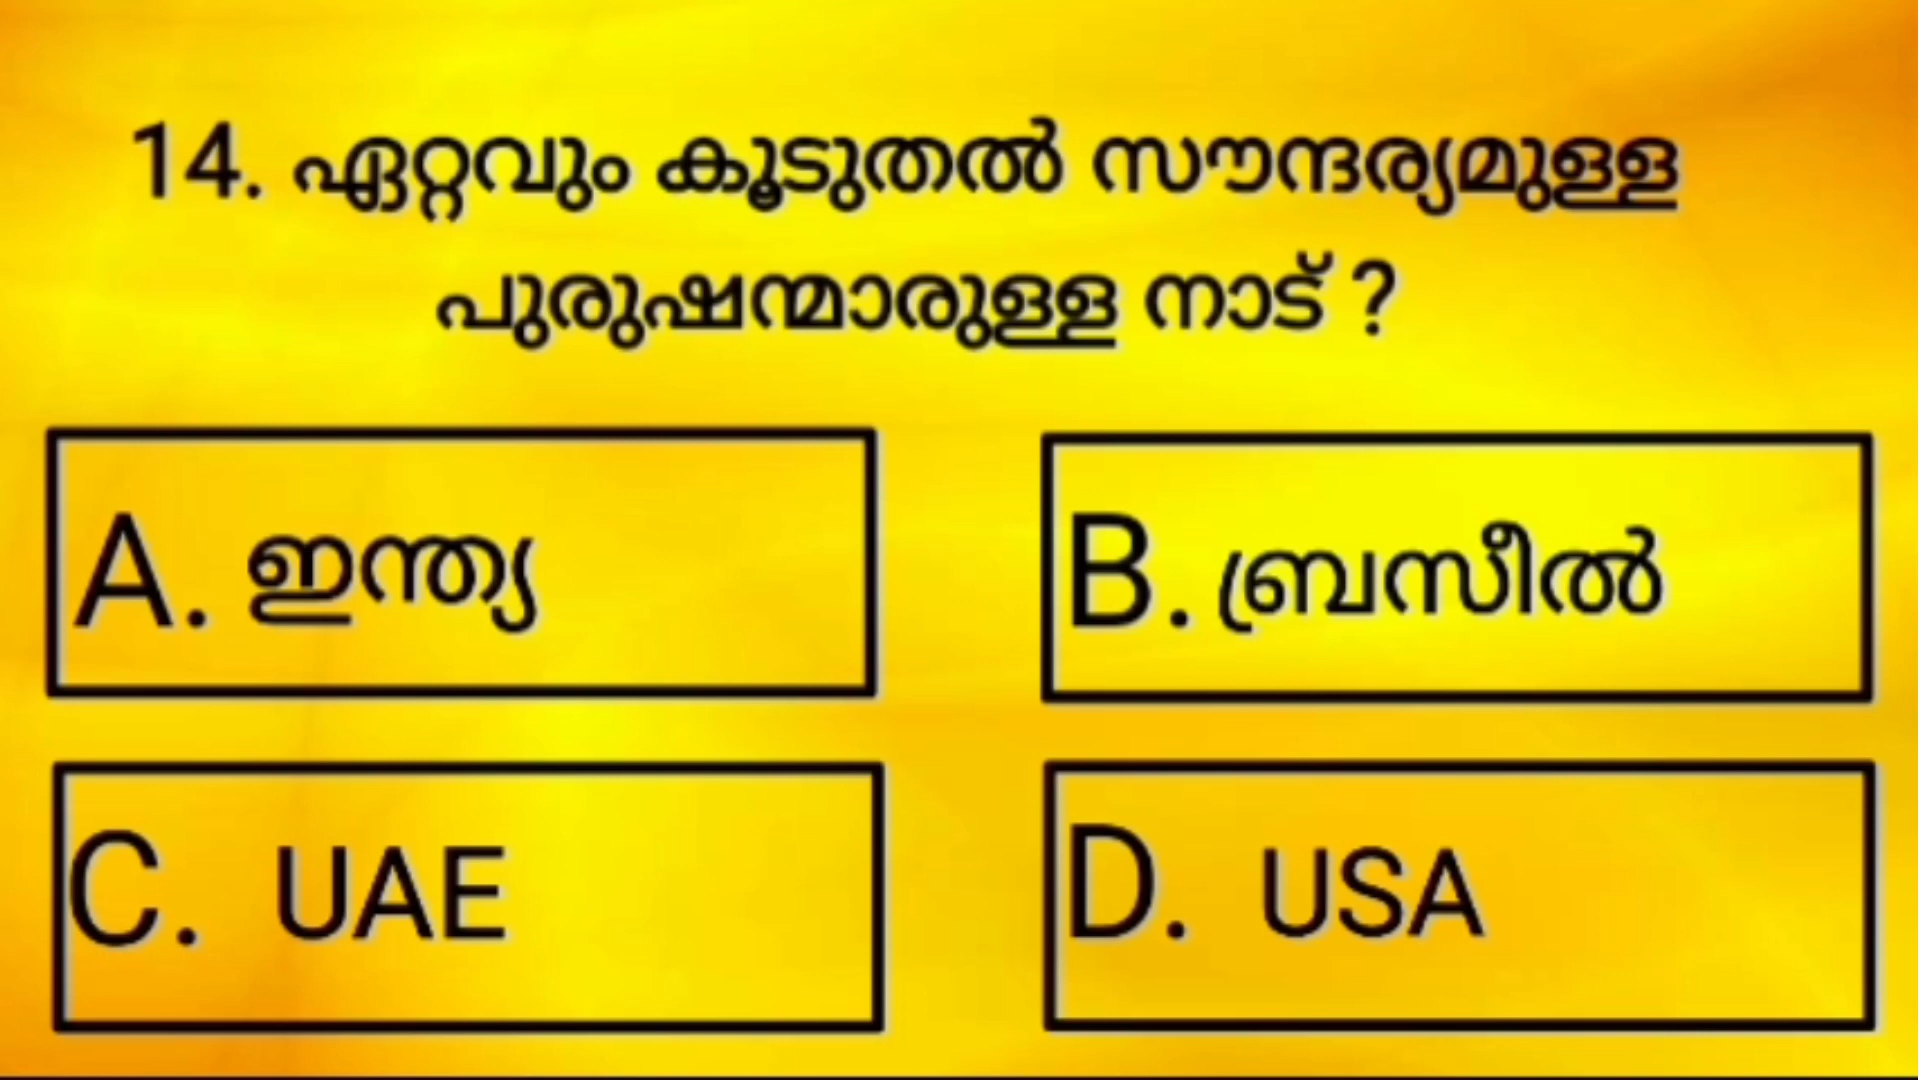 14. ഏറ്റവും കൂടുതൽ സൗന്ദര്യമുള്ള
പുരുഷന്മാരുള്ള നാട് ?
A. ഇന്ത്യ
B. ബ്രസീൽ
C. UAE
D. USA